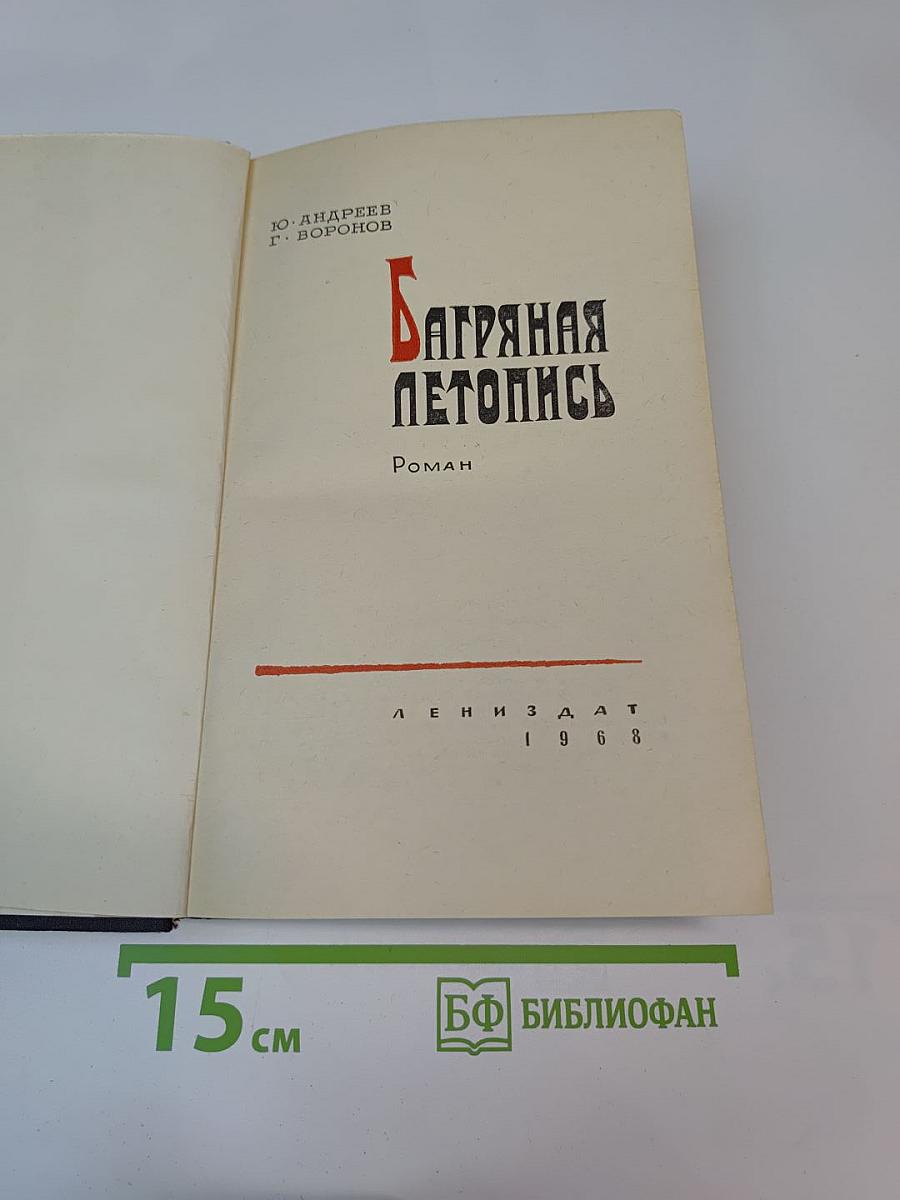 Ю. АНДРЕЕВ
Г. ВОРОНОВ
БАГРЯНАЯ
ЛЕТОПИСЬ
РОМАН
ЛЕНИЗДАТ
1968
15 см
БФ БИБЛИОФАН